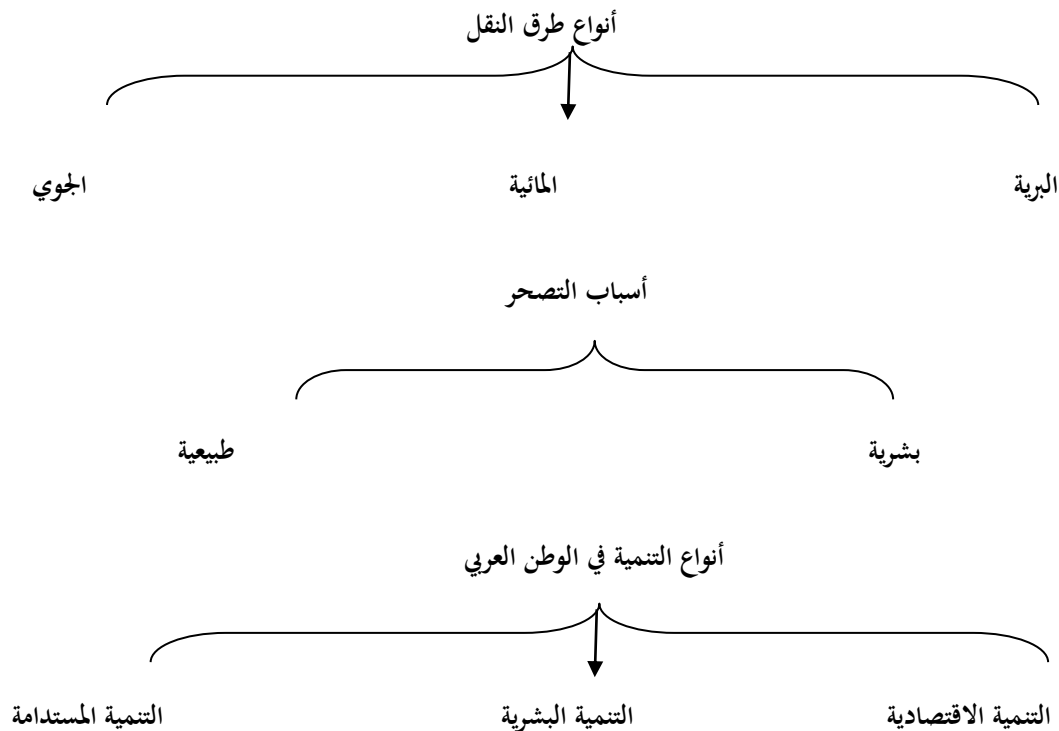 أنواع طرق النقل
البرية المائية الجوي
أسباب التصحر
بشرية طبيعية
أنواع التنمية في الوطن العربي
التنمية الاقتصادية التنمية البشرية التنمية المستدامة